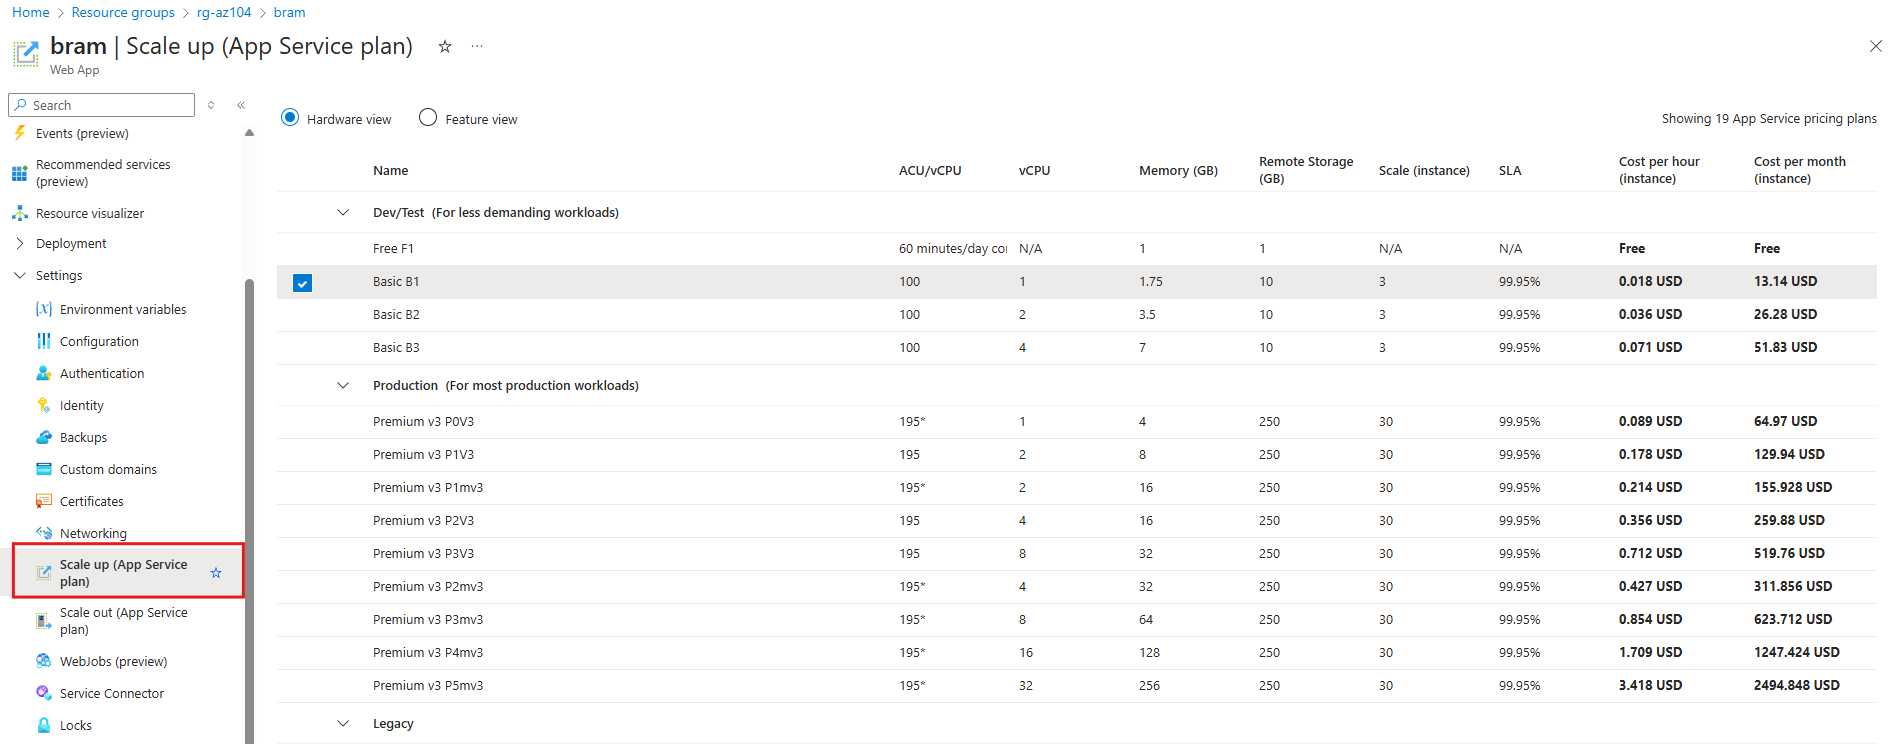 Home > Resource groups > rg-az104 > bram
bram | Scale up (App Service plan) ☆ ...
Web App
Search
Events (preview)
Recommended services
(preview)
Resource visualizer
Deployment
Settings
Environment variables
Configuration
Authentication
Identity
Backups
Custom domains
Certificates
Networking
Scale up (App Service
plan)
Scale out (App Service
plan)
WebJobs (preview)
Service Connector
Locks
Hardware view Feature view Showing 19 App Service pricing plans
Name ACU/vCPU vCPU Memory (GB) Remote Storage (GB) Scale (instance) SLA Cost per hour (instance) Cost per month (instance)
Dev/Test (For less demanding workloads)
Free F1 60 minutes/day N/A 1 1 N/A N/A Free Free
Basic B1 100 1 1.75 10 3 99.95% 0.018 USD 13.14 USD
Basic B2 100 2 3.5 10 3 99.95% 0.036 USD 26.28 USD
Basic B3 100 4 7 10 3 99.95% 0.071 USD 51.83 USD
Production (For most production workloads)
Premium v3 P0V3 195* 1 4 250 30 99.95% 0.089 USD 64.97 USD
Premium v3 P1V3 195 2 8 250 30 99.95% 0.178 USD 129.94 USD
Premium v3 P1mv3 195* 2 16 250 30 99.95% 0.214 USD 155.928 USD
Premium v3 P2V3 195 4 16 250 30 99.95% 0.356 USD 259.88 USD
Premium v3 P3V3 195 8 32 250 30 99.95% 0.712 USD 519.76 USD
Premium v3 P2mv3 195* 4 32 250 30 99.95% 0.427 USD 311.856 USD
Premium v3 P3mv3 195* 8 64 250 30 99.95% 0.854 USD 623.712 USD
Premium v3 P4mv3 195* 16 128 250 30 99.95% 1.709 USD 1247.424 USD
Premium v3 P5mv3 195* 32 256 250 30 99.95% 3.418 USD 2494.848 USD
Legacy